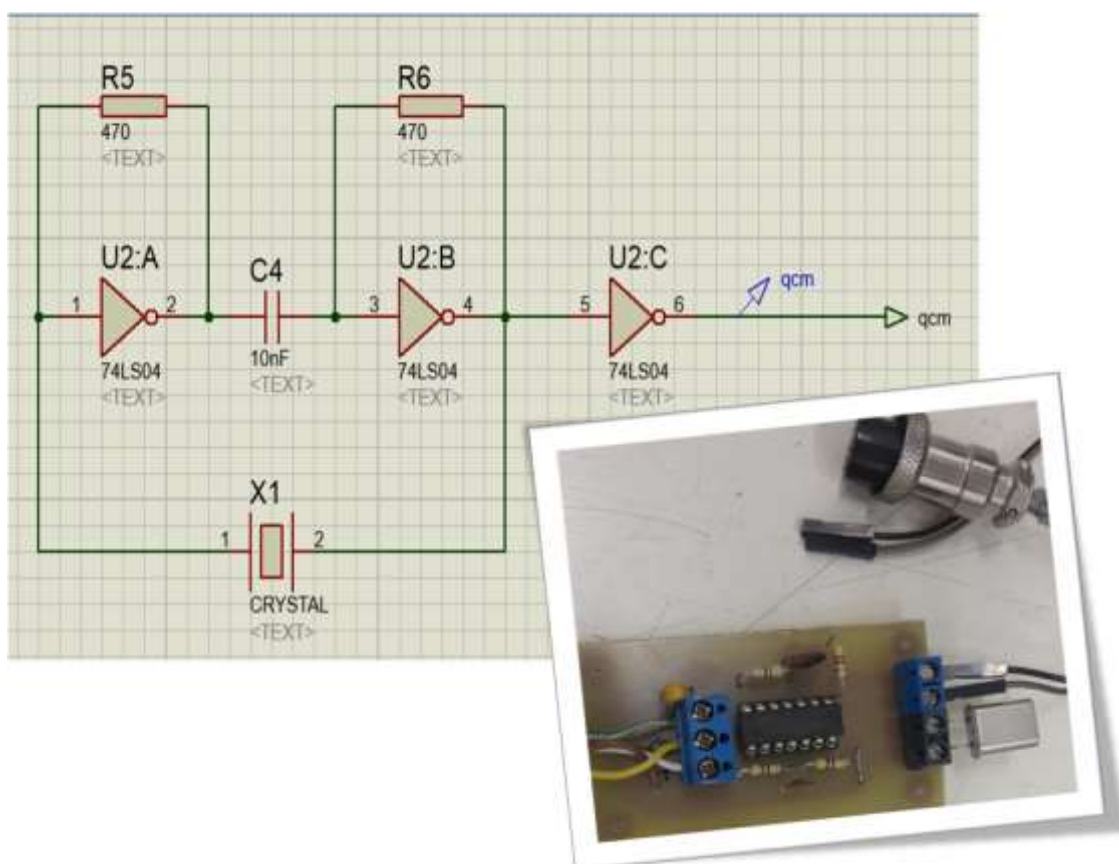 R5
470
<TEXT>
R6
470
<TEXT>
U2:A
1
2
74LS04
<TEXT>
C4
10nF
<TEXT>
U2:B
3
4
74LS04
<TEXT>
U2:C
5
6
74LS04
<TEXT>
qcm
qcm
X1
1
2
CRYSTAL
<TEXT>